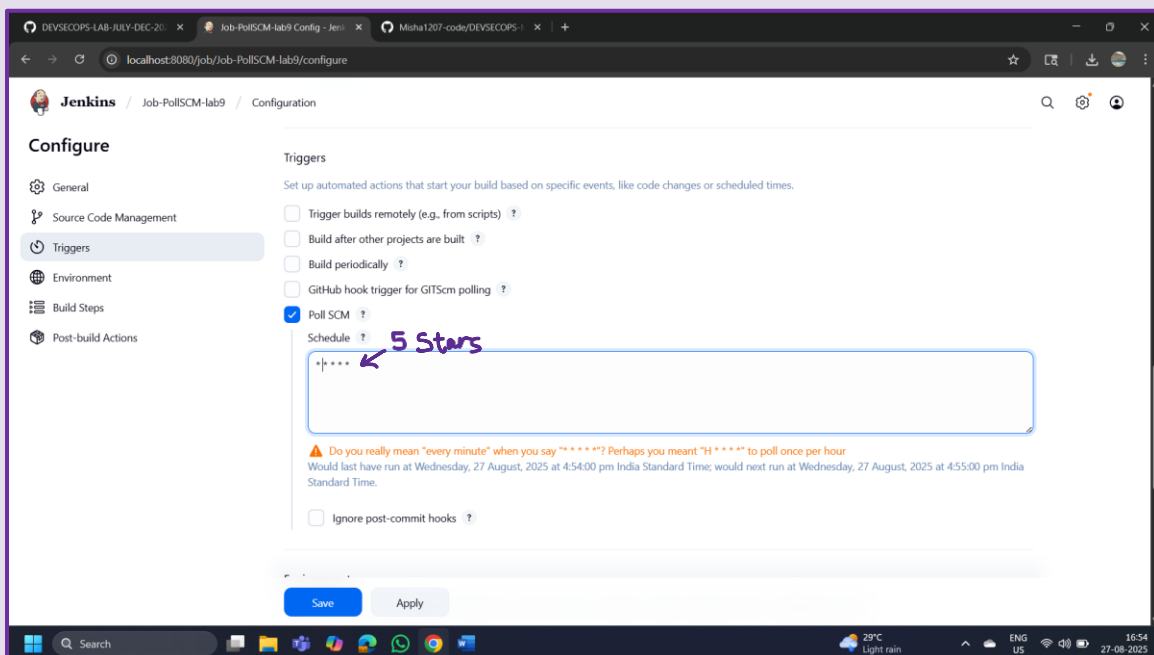 DEVSECOPS-LAB-JULY-DEC-20
Job-PollSCM-lab9 Config - Jenk
Misha1207-code/DEVSECOPS-
localhost:8080/job/Job-PollSCM-lab9/configure
Jenkins / Job-PollSCM-lab9 / Configuration
Configure
General
Source Code Management
Triggers
Environment
Build Steps
Post-build Actions
Triggers
Set up automated actions that start your build based on specific events, like code changes or scheduled times.
Trigger builds remotely (e.g., from scripts) ?
Build after other projects are built ?
Build periodically ?
GitHub hook trigger for GITScm polling ?
Poll SCM ?
Schedule ?
5 Stars
* * * * *
Do you really mean "every minute" when you say "* * * * *"? Perhaps you meant "H * * * *" to poll once per hour
Would last have run at Wednesday, 27 August, 2025 at 4:54:00 pm India Standard Time; would next run at Wednesday, 27 August, 2025 at 4:55:00 pm India
Standard Time.
Ignore post-commit hooks ?
Save
Apply
Search
29°C
Light rain
ENG
US
16:54
27-08-2025